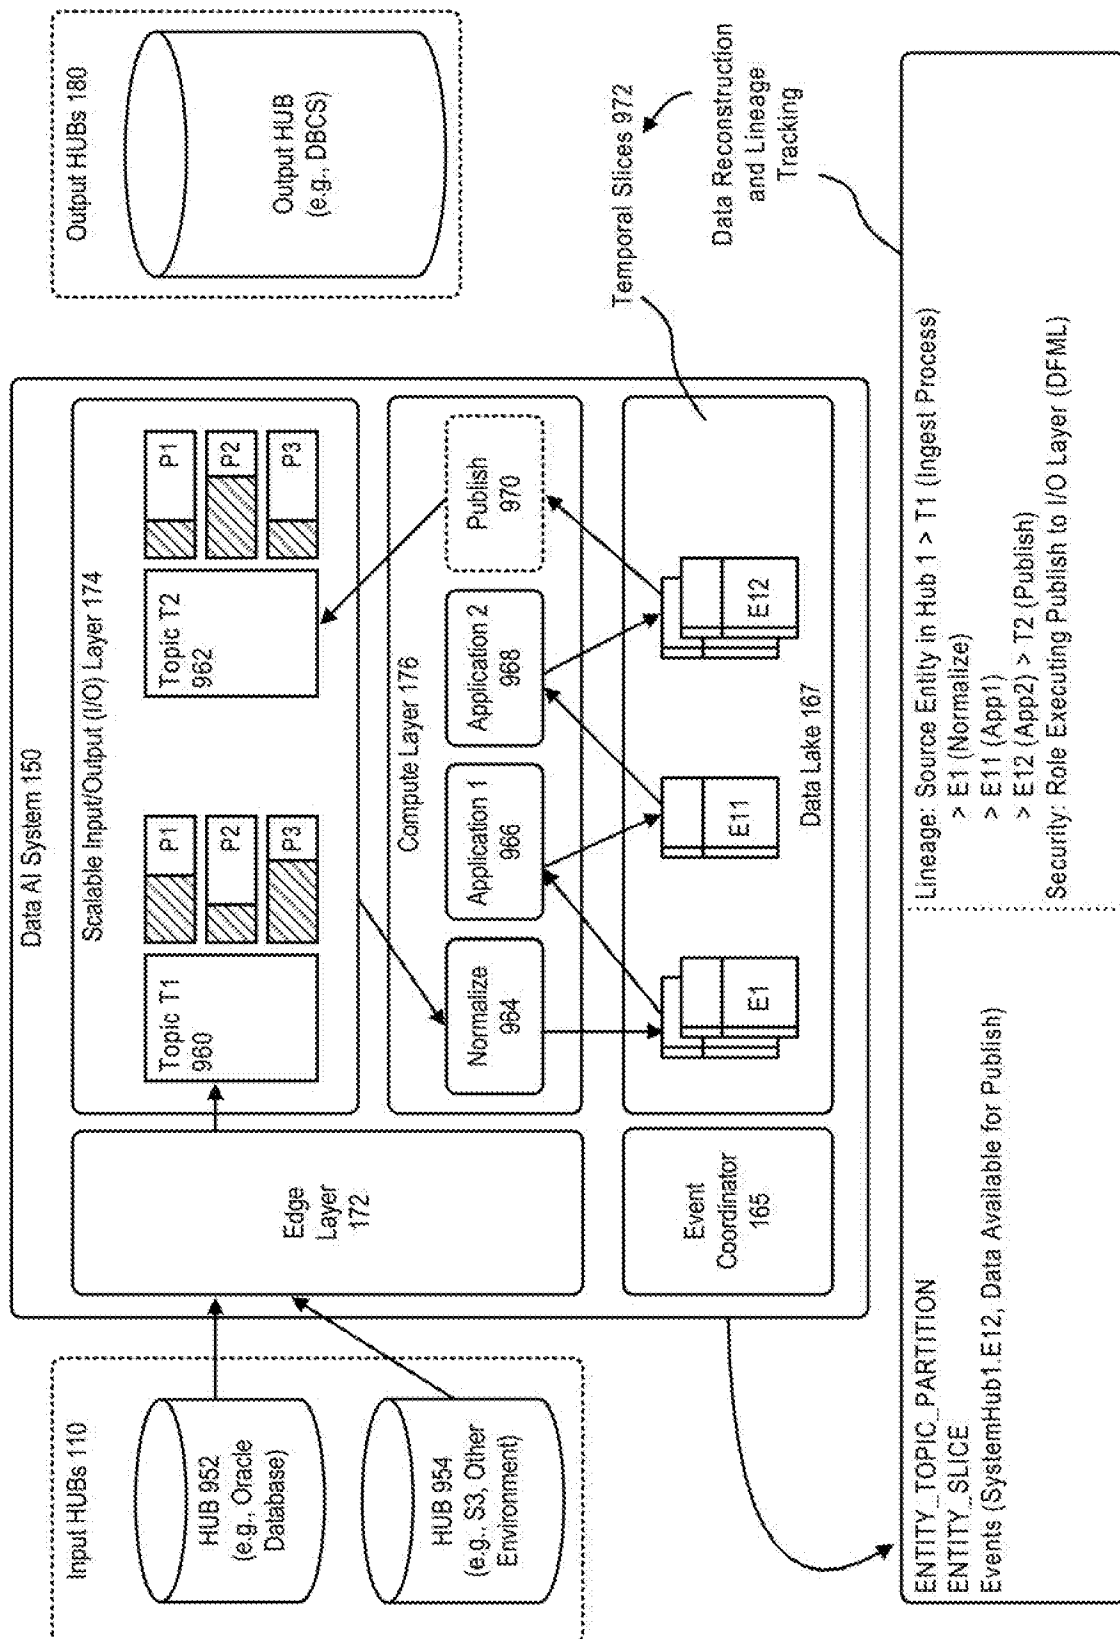 Input HUBs 110
HUB 952
(e.g., Oracle
Database)
HUB 954
(e.g., S3, Other
Environment)
Data AI System 150
Edge
Layer
172
Scalable Input/Output (I/O) Layer 174
Topic T1
960
P1
P2
P3
Topic T2
962
P1
P2
P3
Compute Layer 176
Normalize
964
Application 1
966
Application 2
968
Publish
970
Event
Coordinator
165
E1
E11
E12
Data Lake 167
Output HUBs 180
Output HUB
(e.g., DBCS)
Temporal Slices 972
Data Reconstruction
and Lineage
Tracking
ENTITY_TOPIC_PARTITION
ENTITY_SLICE
Events (SystemHub1.E12, Data Available for Publish)
Lineage: Source Entity in Hub 1 > T1 (Ingest Process)
> E1 (Normalize)
> E11 (App1)
> E12 (App2) > T2 (Publish)
Security: Role Executing Publish to I/O Layer (DFML)